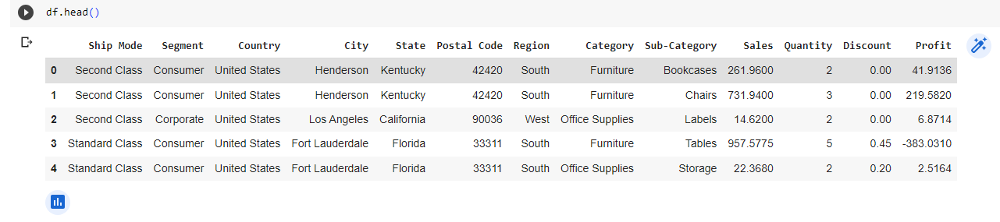 df.head()
Ship Mode Segment Country City State Postal Code Region Category Sub-Category Sales Quantity Discount Profit
0 Second Class Consumer United States Henderson Kentucky 42420 South Furniture Bookcases 261.9600 2 0.00 41.9136
1 Second Class Consumer United States Henderson Kentucky 42420 South Furniture Chairs 731.9400 3 0.00 219.5820
2 Second Class Corporate United States Los Angeles California 90036 West Office Supplies Labels 14.6200 2 0.00 6.8714
3 Standard Class Consumer United States Fort Lauderdale Florida 33311 South Furniture Tables 957.5775 5 0.45 -383.0310
4 Standard Class Consumer United States Fort Lauderdale Florida 33311 South Office Supplies Storage 22.3680 2 0.20 2.5164